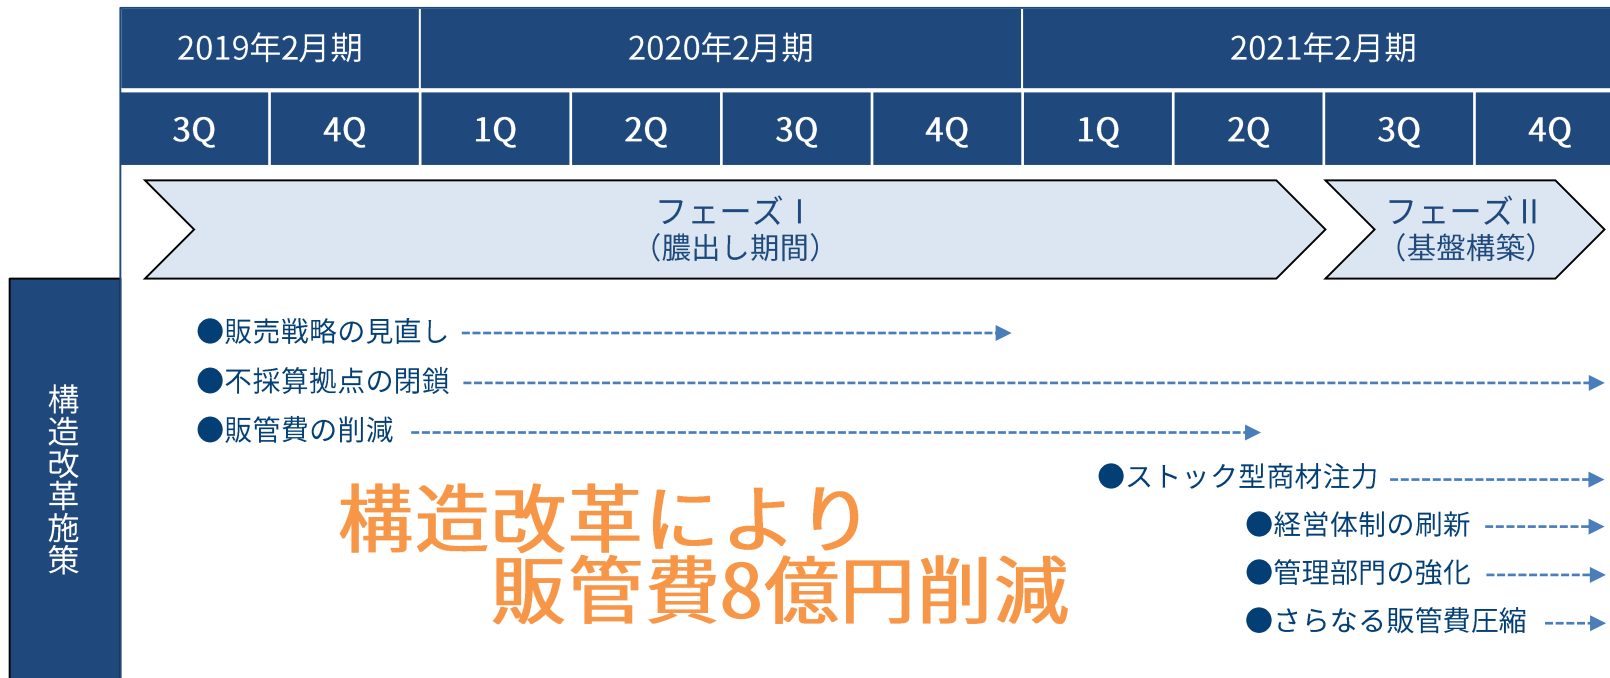 2019年2月期 2020年2月期 2021年2月期
3Q 4Q 1Q 2Q 3Q 4Q 1Q 2Q 3Q 4Q
フェーズⅠ
（膿出し期間）
フェーズⅡ
（基盤構築）
構造改革施策
●販売戦略の見直し
●不採算拠点の閉鎖
●販管費の削減
●ストック型商材注力
●経営体制の刷新
●管理部門の強化
●さらなる販管費圧縮
構造改革により
販管費8億円削減